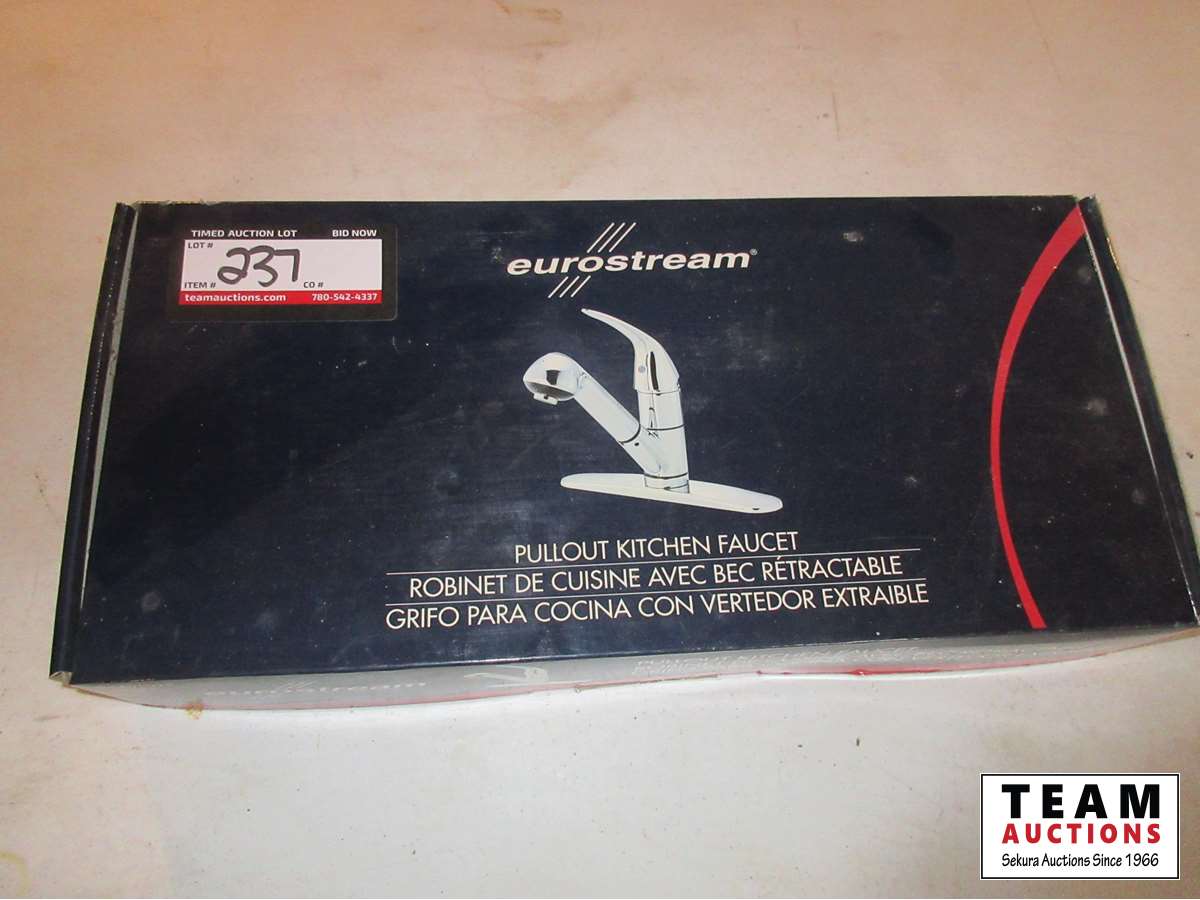 TIMED AUCTION LOT BID NOW
LOT #
237
ITEM # CO #
teamauctions.com 780-542-4337
eurostream®
PULLOUT KITCHEN FAUCET
ROBINET DE CUISINE AVEC BEC RÉTRACTABLE
GRIFO PARA COCINA CON VERTEDOR EXTRAIBLE
eurostream
TEAM
AUCTIONS
Sekura Auctions Since 1966